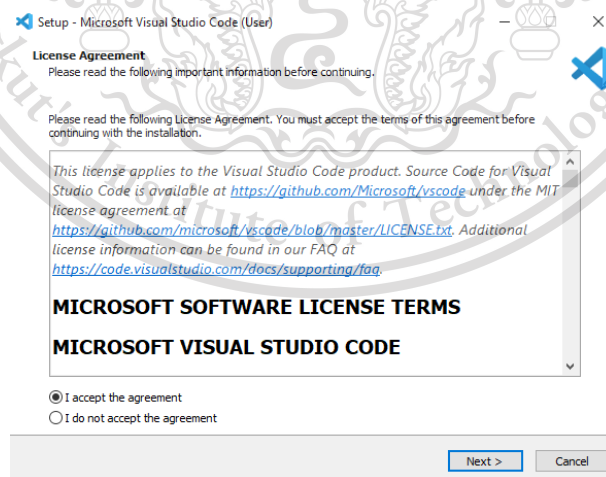 Setup - Microsoft Visual Studio Code (User)
License Agreement
Please read the following important information before continuing.
Please read the following License Agreement. You must accept the terms of this agreement before
continuing with the installation.
This license applies to the Visual Studio Code product. Source Code for Visual
Studio Code is available at https://github.com/Microsoft/vscode under the MIT
license agreement at
https://github.com/microsoft/vscode/blob/master/LICENSE.txt. Additional
license information can be found in our FAQ at
https://code.visualstudio.com/docs/supporting/faq.
MICROSOFT SOFTWARE LICENSE TERMS
MICROSOFT VISUAL STUDIO CODE
I accept the agreement
I do not accept the agreement
Next >
Cancel
kut's Institute of Technolo